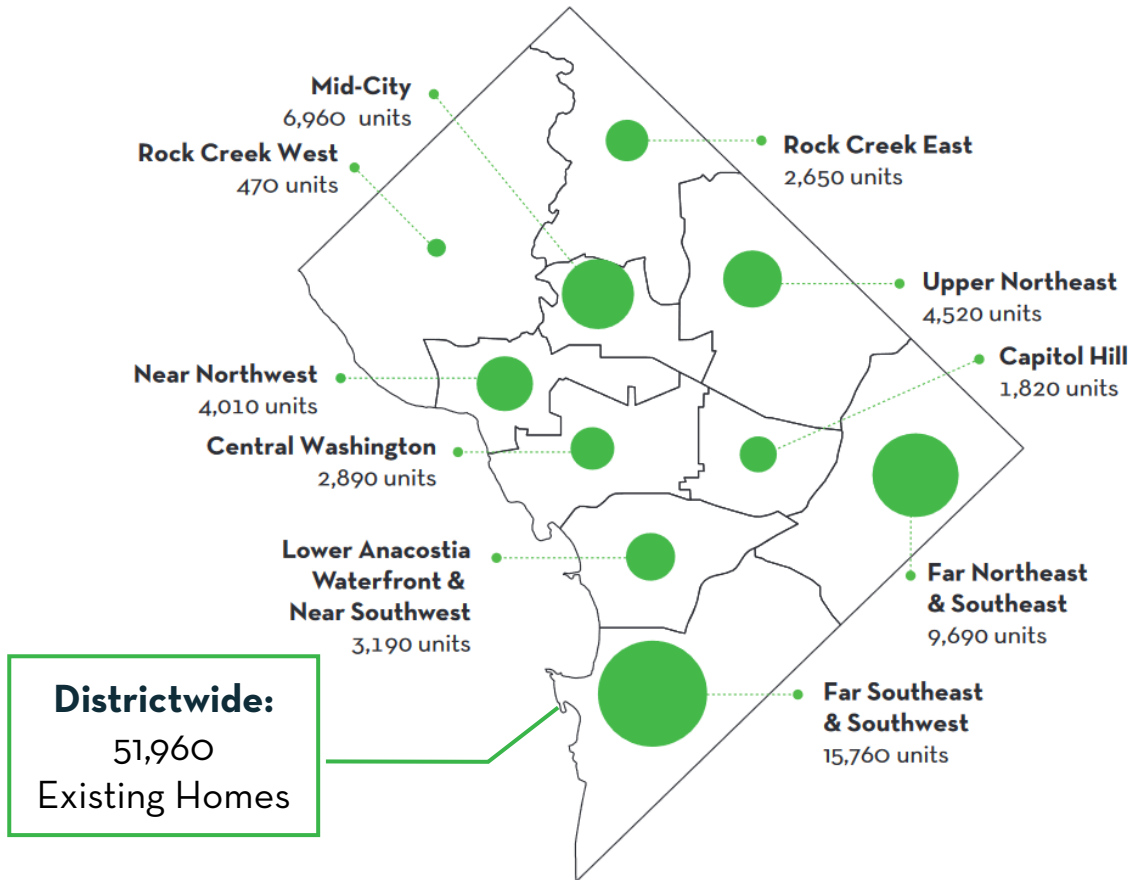 Mid-City
6,960 units
Rock Creek West
470 units
Rock Creek East
2,650 units
Upper Northeast
4,520 units
Capitol Hill
1,820 units
Near Northwest
4,010 units
Central Washington
2,890 units
Lower Anacostia
Waterfront &
Near Southwest
3,190 units
Far Northeast
& Southeast
9,690 units
Far Southeast
& Southwest
15,760 units
Districtwide:
51,960
Existing Homes